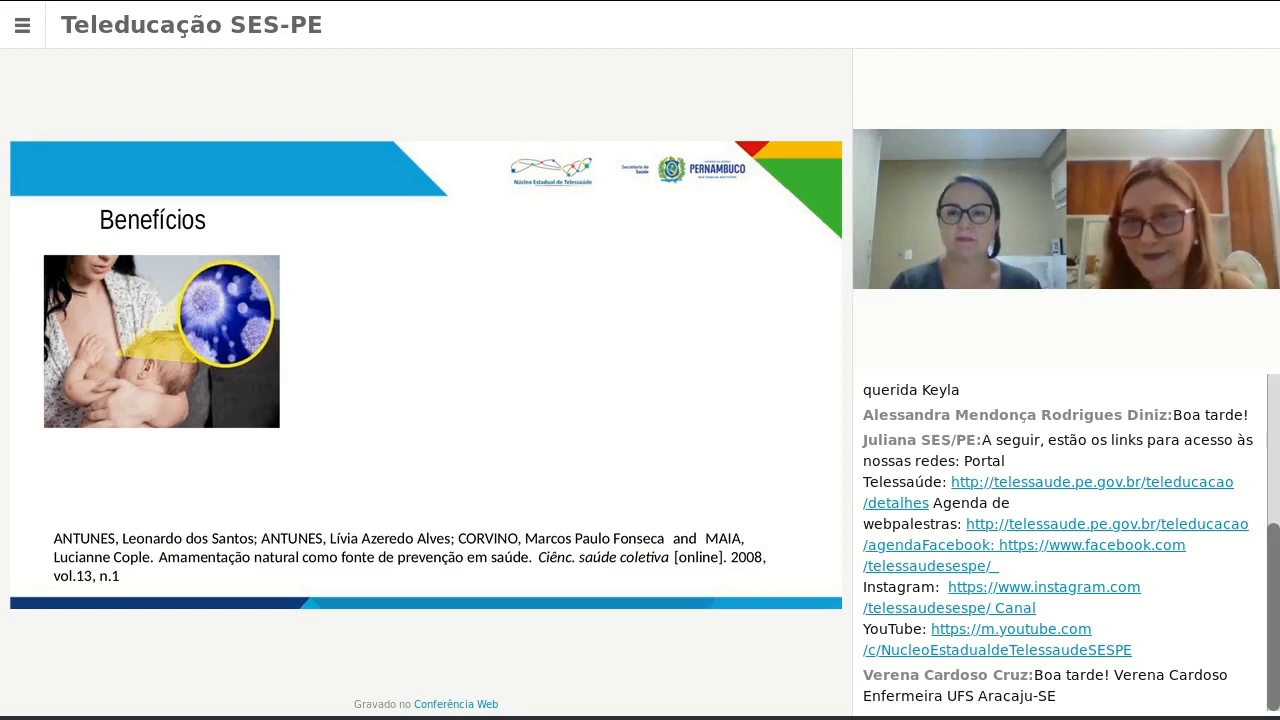 Teleducação SES-PE
Núcleo Estadual de Telessaúde
Secretaria de
Saúde
PERNAMBUCO
Benefícios
ANTUNES, Leonardo dos Santos; ANTUNES, Lívia Azeredo Alves; CORVINO, Marcos Paulo Fonseca and MAIA,
Lucianne Cople. Amamentação natural como fonte de prevenção em saúde. Ciênc. saúde coletiva [online]. 2008,
vol.13, n.1
Gravado no Conferência Web
querida Keyla
Alessandra Mendonça Rodrigues Diniz:Boa tarde!
Juliana SES/PE:A seguir, estão os links para acesso às
nossas redes: Portal
Telessaúde: http://telessaude.pe.gov.br/teleducacao
/detalhes Agenda de
webpalestras: http://telessaude.pe.gov.br/teleducacao
/agendaFacebook: https://www.facebook.com
/telessaudesespe/
Instagram: https://www.instagram.com
/telessaudesespe/ Canal
YouTube: https://m.youtube.com
/c/NucleoEstadualdeTelessaudeSESPE
Verena Cardoso Cruz:Boa tarde! Verena Cardoso
Enfermeira UFS Aracaju-SE